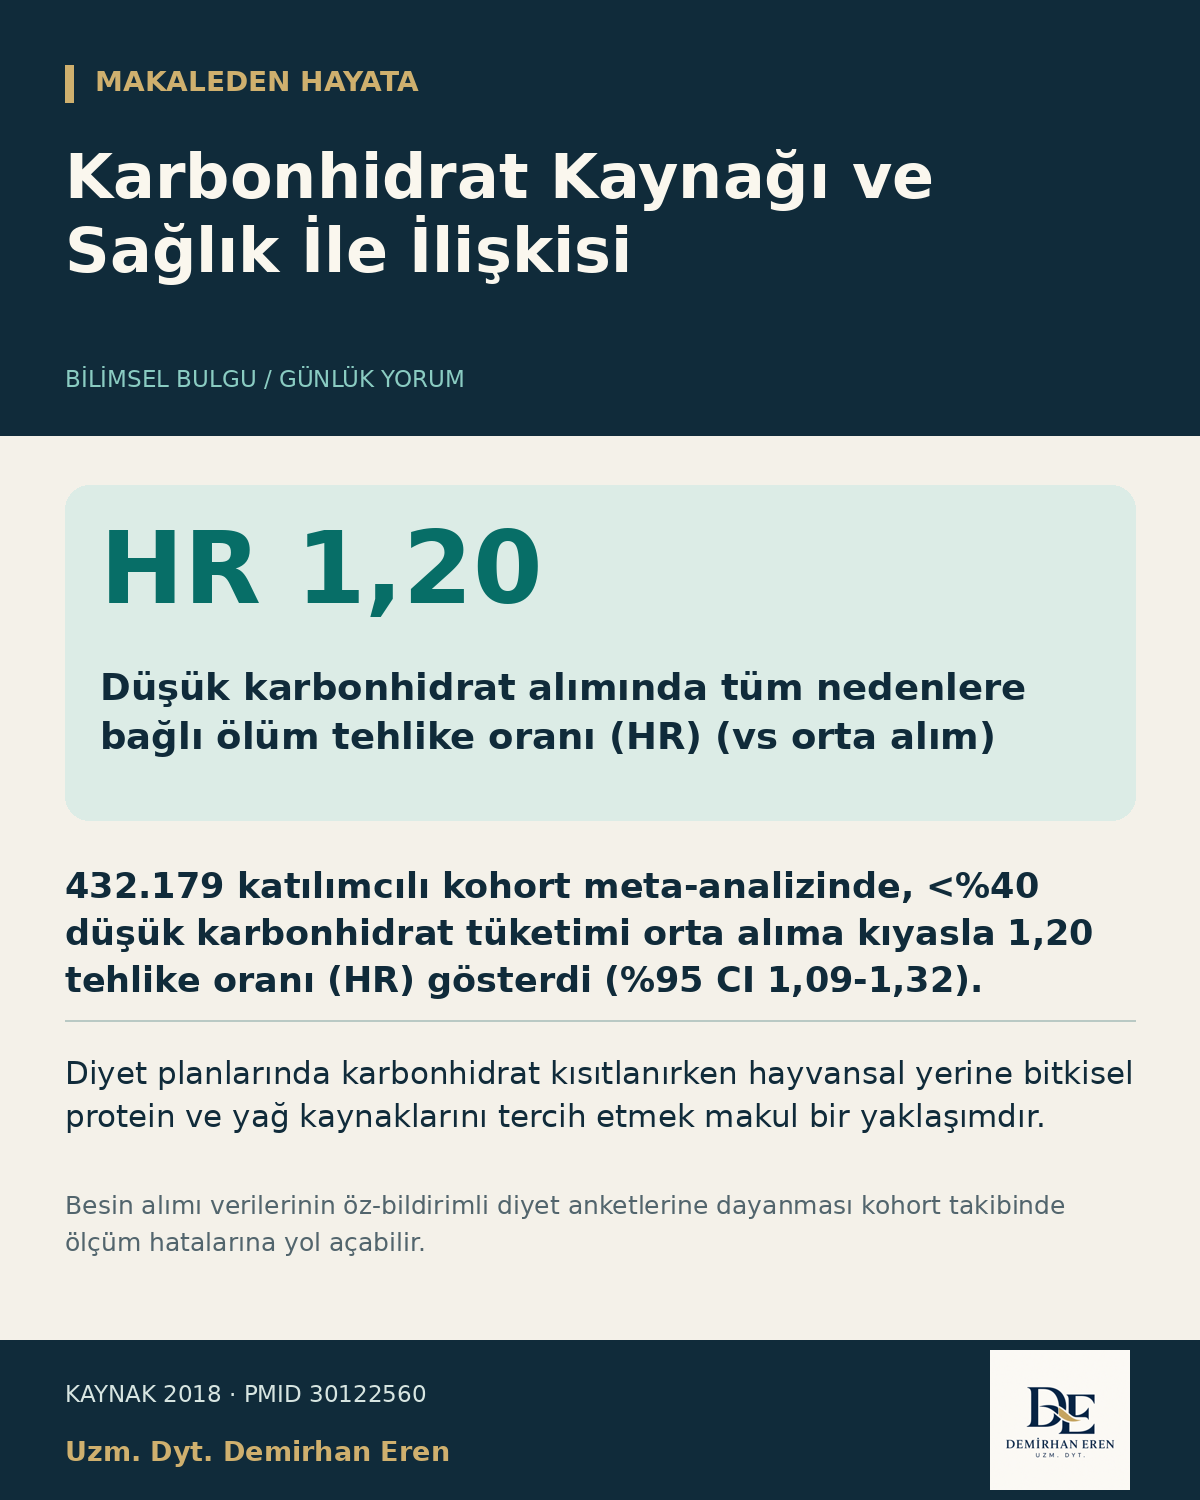 MAKALEDEN HAYATA
Karbonhidrat Kaynağı ve
Sağlık İle İlişkisi
BİLİMSEL BULGU / GÜNLÜK YORUM
HR 1,20
Düşük karbonhidrat alımında tüm nedenlere
bağlı ölüm tehlike oranı (HR) (vs orta alım)
432.179 katılımcılı kohort meta-analizinde, <%40
düşük karbonhidrat tüketimi orta alıma kıyasla 1,20
tehlike oranı (HR) gösterdi (%95 CI 1,09-1,32).
Diyet planlarında karbonhidrat kısıtlanırken hayvansal yerine bitkisel
protein ve yağ kaynaklarını tercih etmek makul bir yaklaşımdır.
Besin alımı verilerinin öz-bildirimli diyet anketlerine dayanması kohort takibinde
ölçüm hatalarına yol açabilir.
KAYNAK 2018 · PMID 30122560
Uzm. Dyt. Demirhan Eren
DE
DEMİRHAN EREN
UZM. DYT.